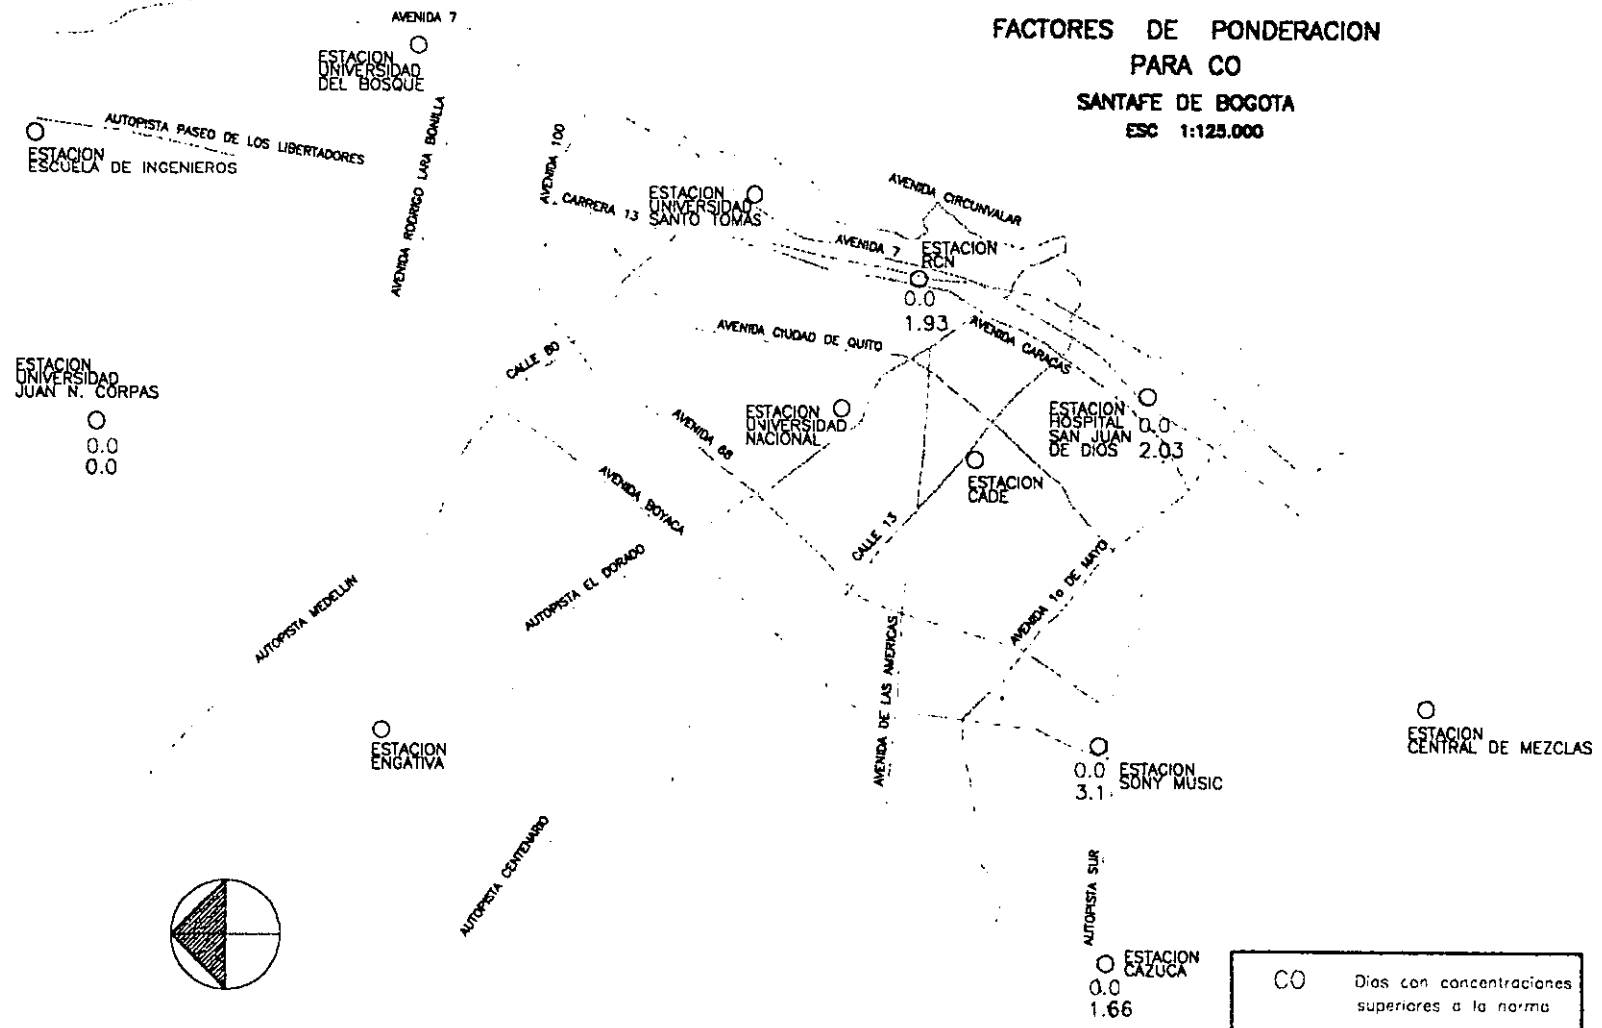 FACTORES DE PONDERACION
PARA CO
SANTAFE DE BOGOTA
ESC 1:125.000
AVENIDA 7
ESTACION
UNIVERSIDAD
DEL BOSQUE
AUTOPISTA PASEO DE LOS LIBERTADORES
ESTACION
ESCUELA DE INGENIEROS
AVENIDA RODRIGO LARA BONILLA
AVENIDA 100
CARRERA 13
ESTACION
UNIVERSIDAD
SANTO TOMAS
AVENIDA CIRCUNVALAR
AVENIDA 7
ESTACION
RCN
0.0
1.93
AVENIDA CIUDAD DE QUITO
AVENIDA CARACAS
CALLE 80
ESTACION
UNIVERSIDAD
JUAN N. CORPAS
0.0
0.0
AVENIDA 68
ESTACION
UNIVERSIDAD
NACIONAL
ESTACION
HOSPITAL 0.0
SAN JUAN
DE DIOS 2.03
ESTACION
CADE
AVENIDA BOYACA
CALLE 13
AUTOPISTA EL DORADO
AVENIDA 1o DE MAYO
AUTOPISTA MEDELLIN
AVENIDA DE LAS AMERICAS
ESTACION
ENGATIVA
ESTACION
CENTRAL DE MEZCLAS
0.0 ESTACION
3.1 SONY MUSIC
AUTOPISTA CENTENARIO
AUTOPISTA SUR
ESTACION
CAZUCA
0.0
1.66
CO Dias con concentraciones
superiores a la norma